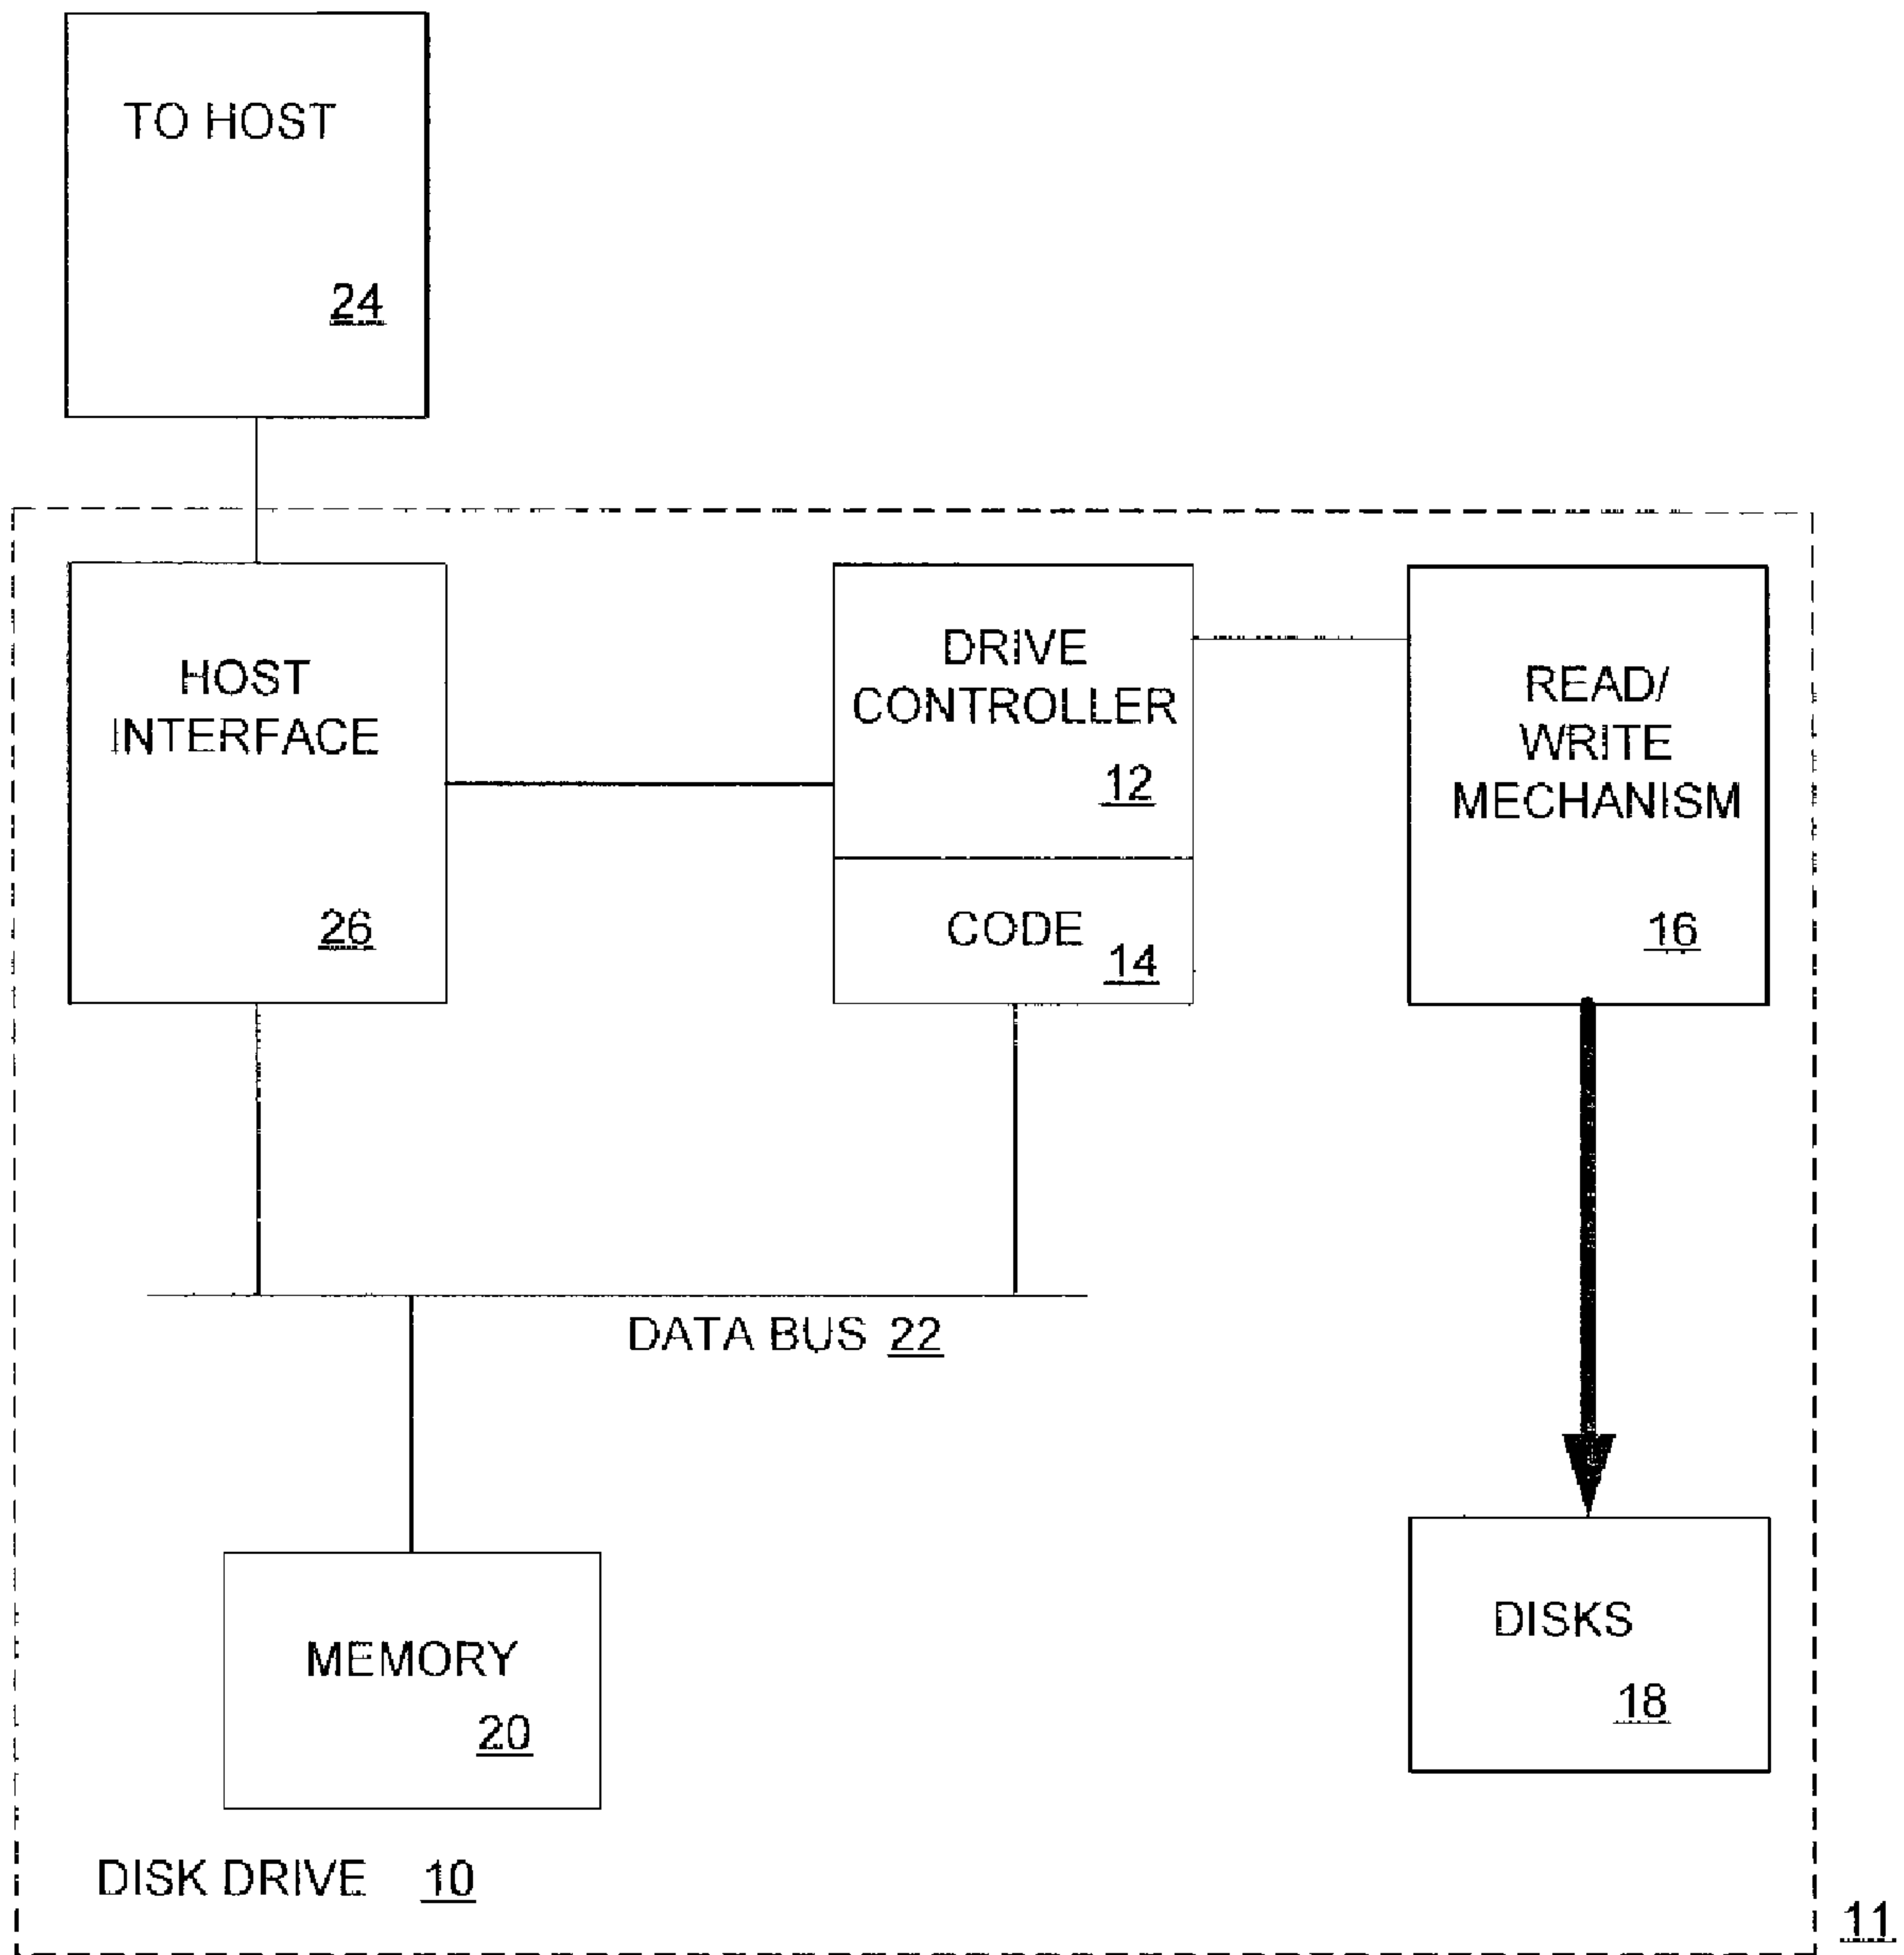 TO HOST
24
HOST
INTERFACE
26
DRIVE
CONTROLLER
12
CODE
14
READ/
WRITE
MECHANISM
16
DATA BUS 22
MEMORY
20
DISKS
18
DISK DRIVE 10
11